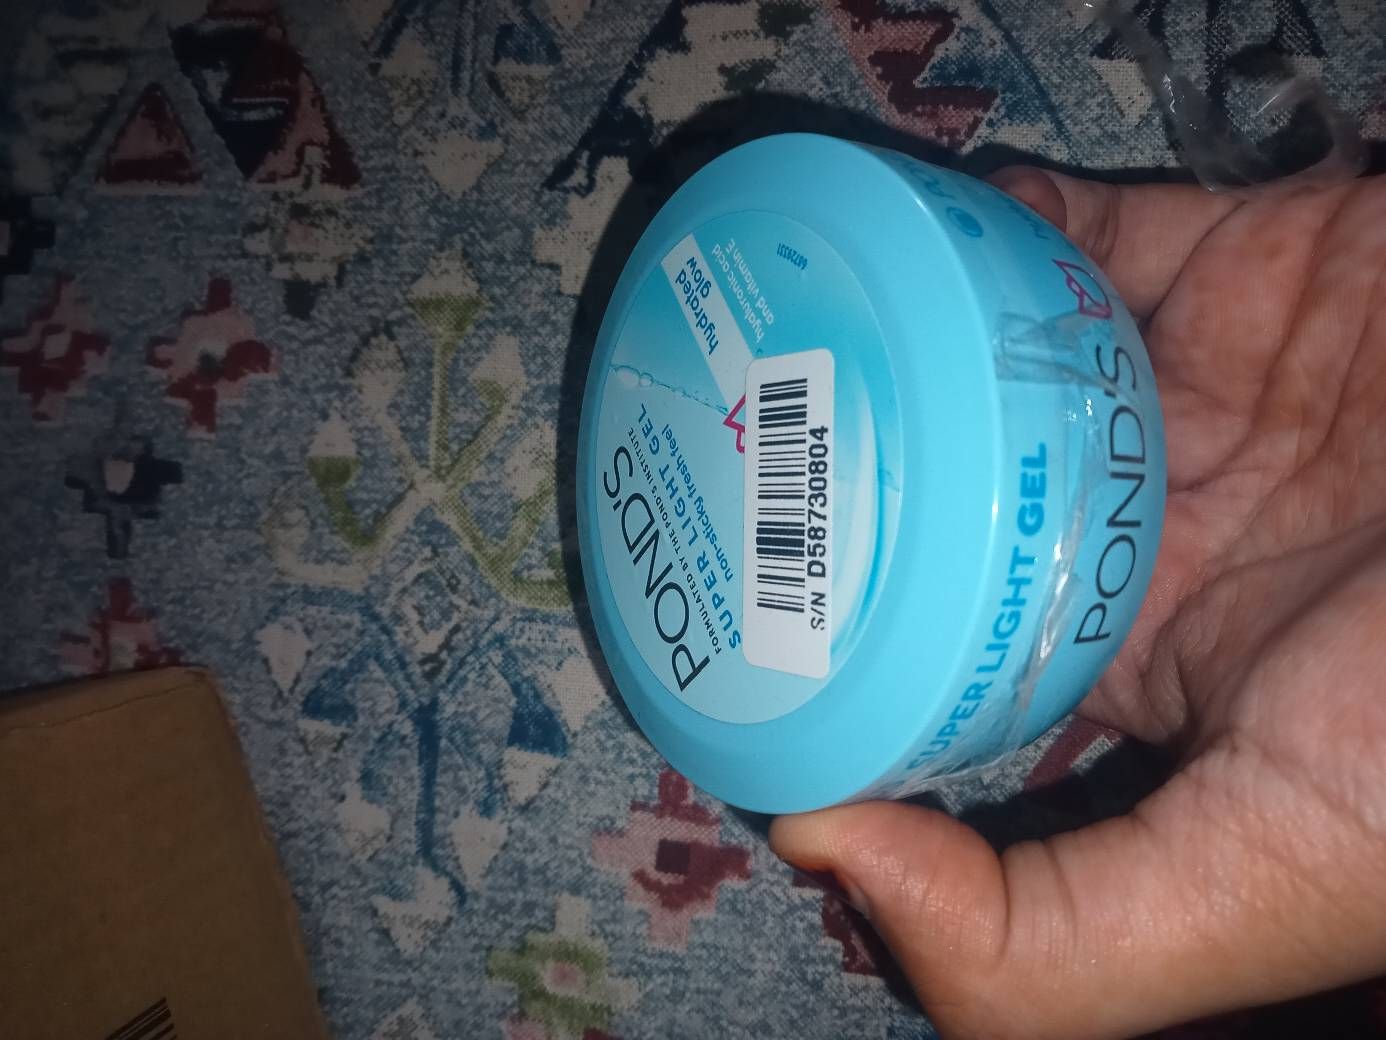 POND'S
FORMULATED BY THE POND'S INSTITUTE
SUPER LIGHT GEL
non-sticky fresh feel
hydrated
glow
hyaluronic acid
and vitamin E
68729331
S/N D58730804
SUPER LIGHT GEL
POND'S